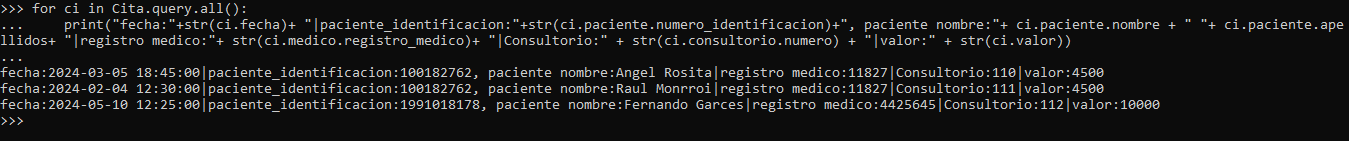 >>> for ci in Cita.query.all():
...     print("fecha:"+str(ci.fecha)+ "|paciente_identificacion:"+str(ci.paciente.numero_identificacion)+", paciente nombre:"+ ci.paciente.nombre + " "+ ci.paciente.ape
llidos+ "|registro medico:"+ str(ci.medico.registro_medico)+ "|Consultorio:" + str(ci.consultorio.numero) + "|valor:" + str(ci.valor))
...
fecha:2024-03-05 18:45:00|paciente_identificacion:100182762, paciente nombre:Angel Rosita|registro medico:11827|Consultorio:110|valor:4500
fecha:2024-02-04 12:30:00|paciente_identificacion:100182762, paciente nombre:Raul Monrroi|registro medico:11827|Consultorio:111|valor:4500
fecha:2024-05-10 12:25:00|paciente_identificacion:1991018178, paciente nombre:Fernando Garces|registro medico:4425645|Consultorio:112|valor:10000
>>>